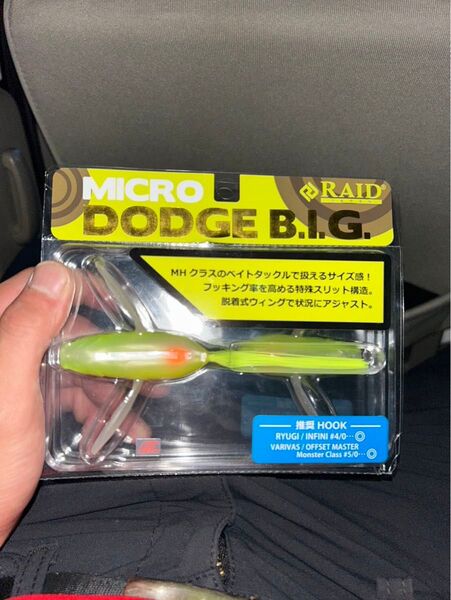 MICRO
RAID
JAPAN
DODGE B.I.G.
MHクラスのベイトタックルで扱えるサイズ感！
フッキング率を高める特殊スリット構造。
脱着式ウィングで状況にアジャスト。
推奨 HOOK
RYUGI / INFINI #4/0…◎
VARIVAS / OFFSET MASTER
Monster Class #5/0…◎